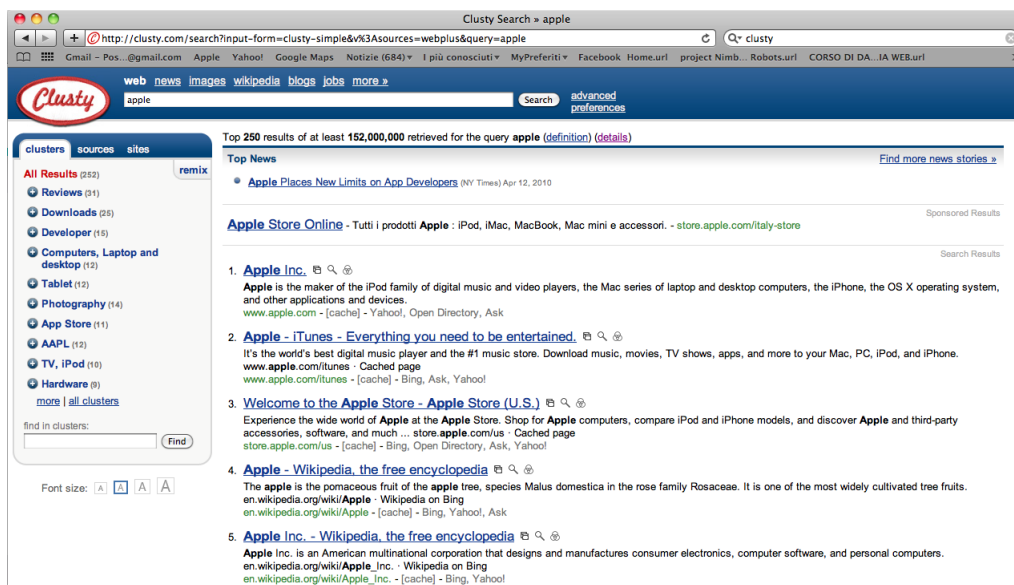 Clusty Search » apple
http://clusty.com/search?input-form=clusty-simple&v%3Asources=webplus&query=apple
clusty
Gmail – Pos...@gmail.com Apple Yahoo! Google Maps Notizie (684) I più conosciuti MyPreferiti Facebook Home.url project Nimb... Robots.url CORSO DI DA...IA WEB.url
Clusty
web news images wikipedia blogs jobs more »
apple
Search
advanced
preferences
Top 250 results of at least 152,000,000 retrieved for the query apple (definition) (details)
clusters sources sites
remix
All Results (252)
Reviews (31)
Downloads (25)
Developer (15)
Computers, Laptop and
desktop (12)
Tablet (12)
Photography (14)
App Store (11)
AAPL (12)
TV, iPod (10)
Hardware (9)
more | all clusters
find in clusters:
Find
Font size: A A A A
Top News
Find more news stories »
Apple Places New Limits on App Developers (NY Times) Apr 12, 2010
Sponsored Results
Apple Store Online - Tutti i prodotti Apple : iPod, iMac, MacBook, Mac mini e accessori. - store.apple.com/italy-store
Search Results
1. Apple Inc.
Apple is the maker of the iPod family of digital music and video players, the Mac series of laptop and desktop computers, the iPhone, the OS X operating system,
and other applications and devices.
www.apple.com - [cache] - Yahoo!, Open Directory, Ask
2. Apple - iTunes - Everything you need to be entertained.
It's the world's best digital music player and the #1 music store. Download music, movies, TV shows, apps, and more to your Mac, PC, iPod, and iPhone.
www.apple.com/itunes · Cached page
www.apple.com/itunes - [cache] - Bing, Ask, Yahoo!
3. Welcome to the Apple Store - Apple Store (U.S.)
Experience the wide world of Apple at the Apple Store. Shop for Apple computers, compare iPod and iPhone models, and discover Apple and third-party
accessories, software, and much ... store.apple.com/us · Cached page
store.apple.com/us - [cache] - Bing, Open Directory, Ask, Yahoo!
4. Apple - Wikipedia, the free encyclopedia
The apple is the pomaceous fruit of the apple tree, species Malus domestica in the rose family Rosaceae. It is one of the most widely cultivated tree fruits.
en.wikipedia.org/wiki/Apple · Wikipedia on Bing
en.wikipedia.org/wiki/Apple - [cache] - Bing, Yahoo!, Ask
5. Apple Inc. - Wikipedia, the free encyclopedia
Apple Inc. is an American multinational corporation that designs and manufactures consumer electronics, computer software, and personal computers.
en.wikipedia.org/wiki/Apple_Inc. · Wikipedia on Bing
en.wikipedia.org/wiki/Apple_Inc. - [cache] - Bing, Yahoo!